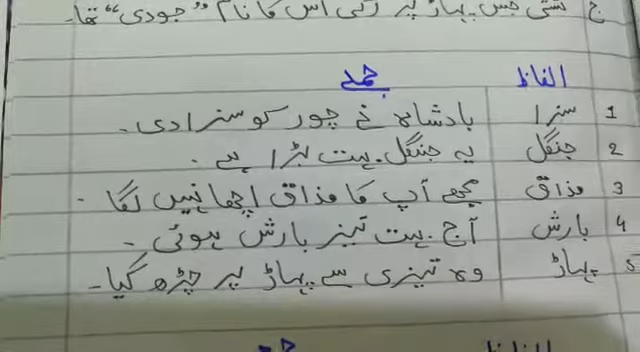 ج کشتی جس پہاڑ پر رکی اس کا نام "جودی" تھا۔
الفاظ جملے
1 سزا بادشاہ نے چور کو سزا دی۔
2 جنگل یہ جنگل بہت بڑا ہے۔
3 مذاق مجھے آپ کا مذاق اچھا نہیں لگا۔
4 بارش آج بہت تیز بارش ہوئی۔
5 پہاڑ وہ تیزی سے پہاڑ پر چڑھ گیا۔
الفاظ